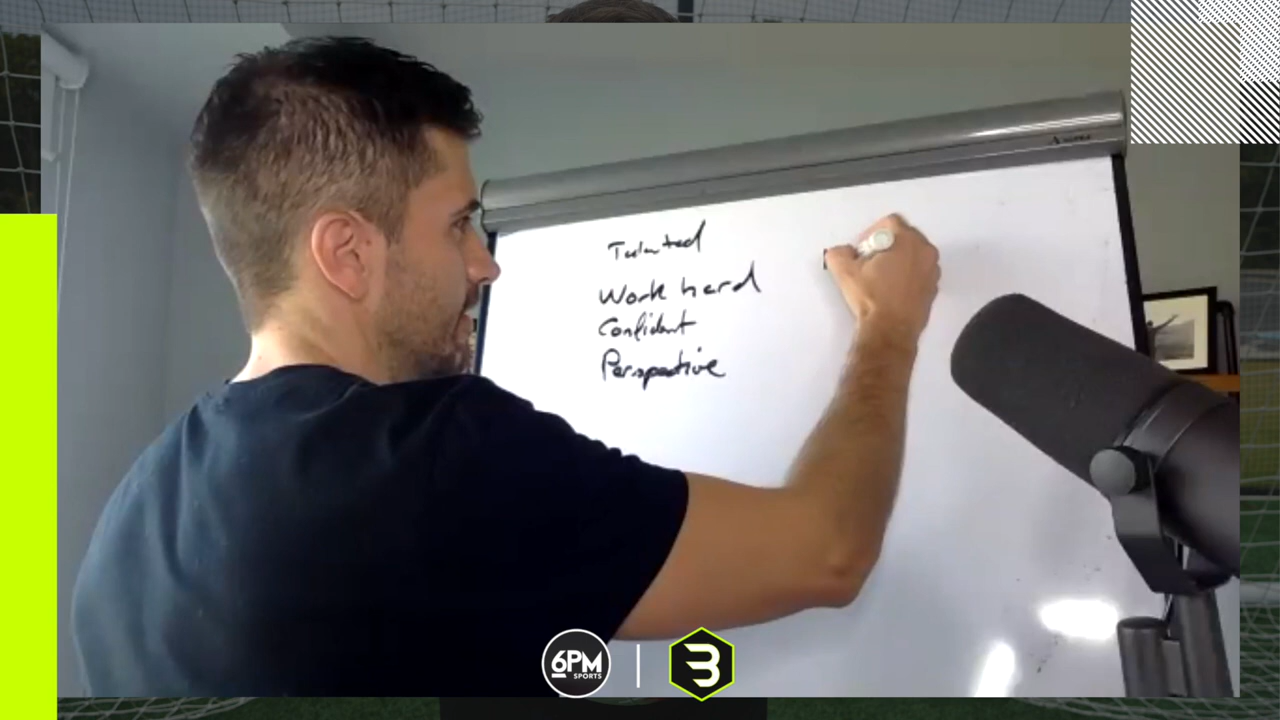 Talented
Work hard
Confident
Perspective
6PM
SPORTS